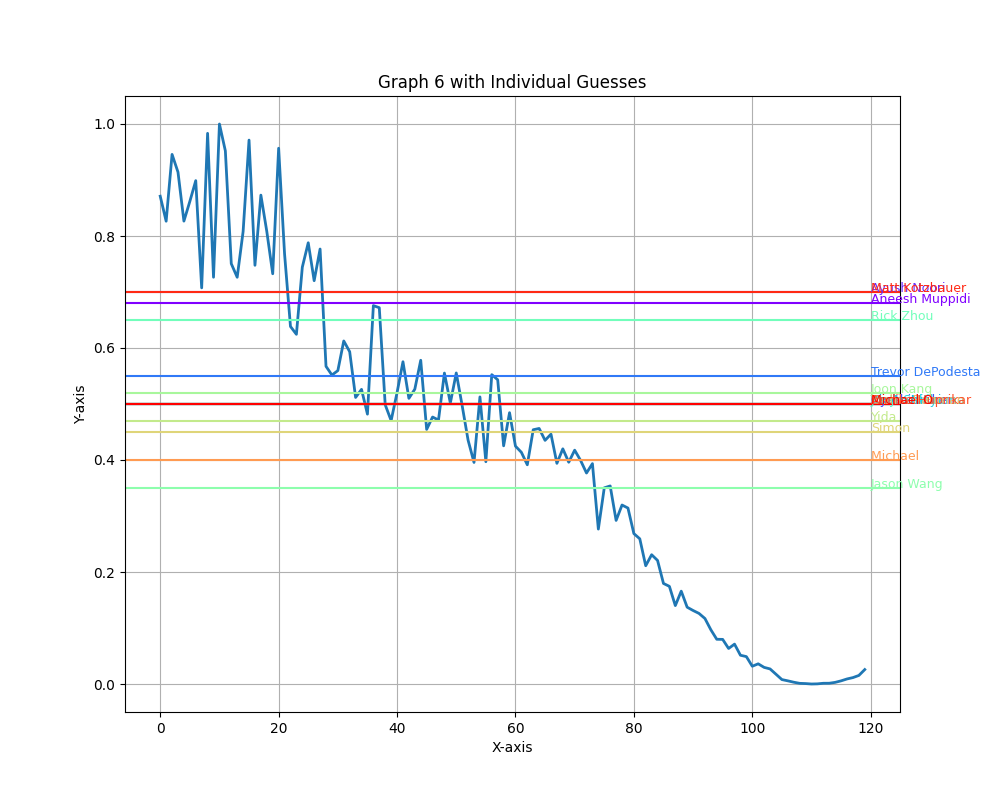 Graph 6 with Individual Guesses
Y-axis
1.0
0.8
0.6
0.4
0.2
0.0
Aneesh Muppidi
Rick Zhou
Trevor DePodesta
Joon Kang
Yida
Simon
Michael
Jason Wang
0
20
40
60
80
100
120
X-axis